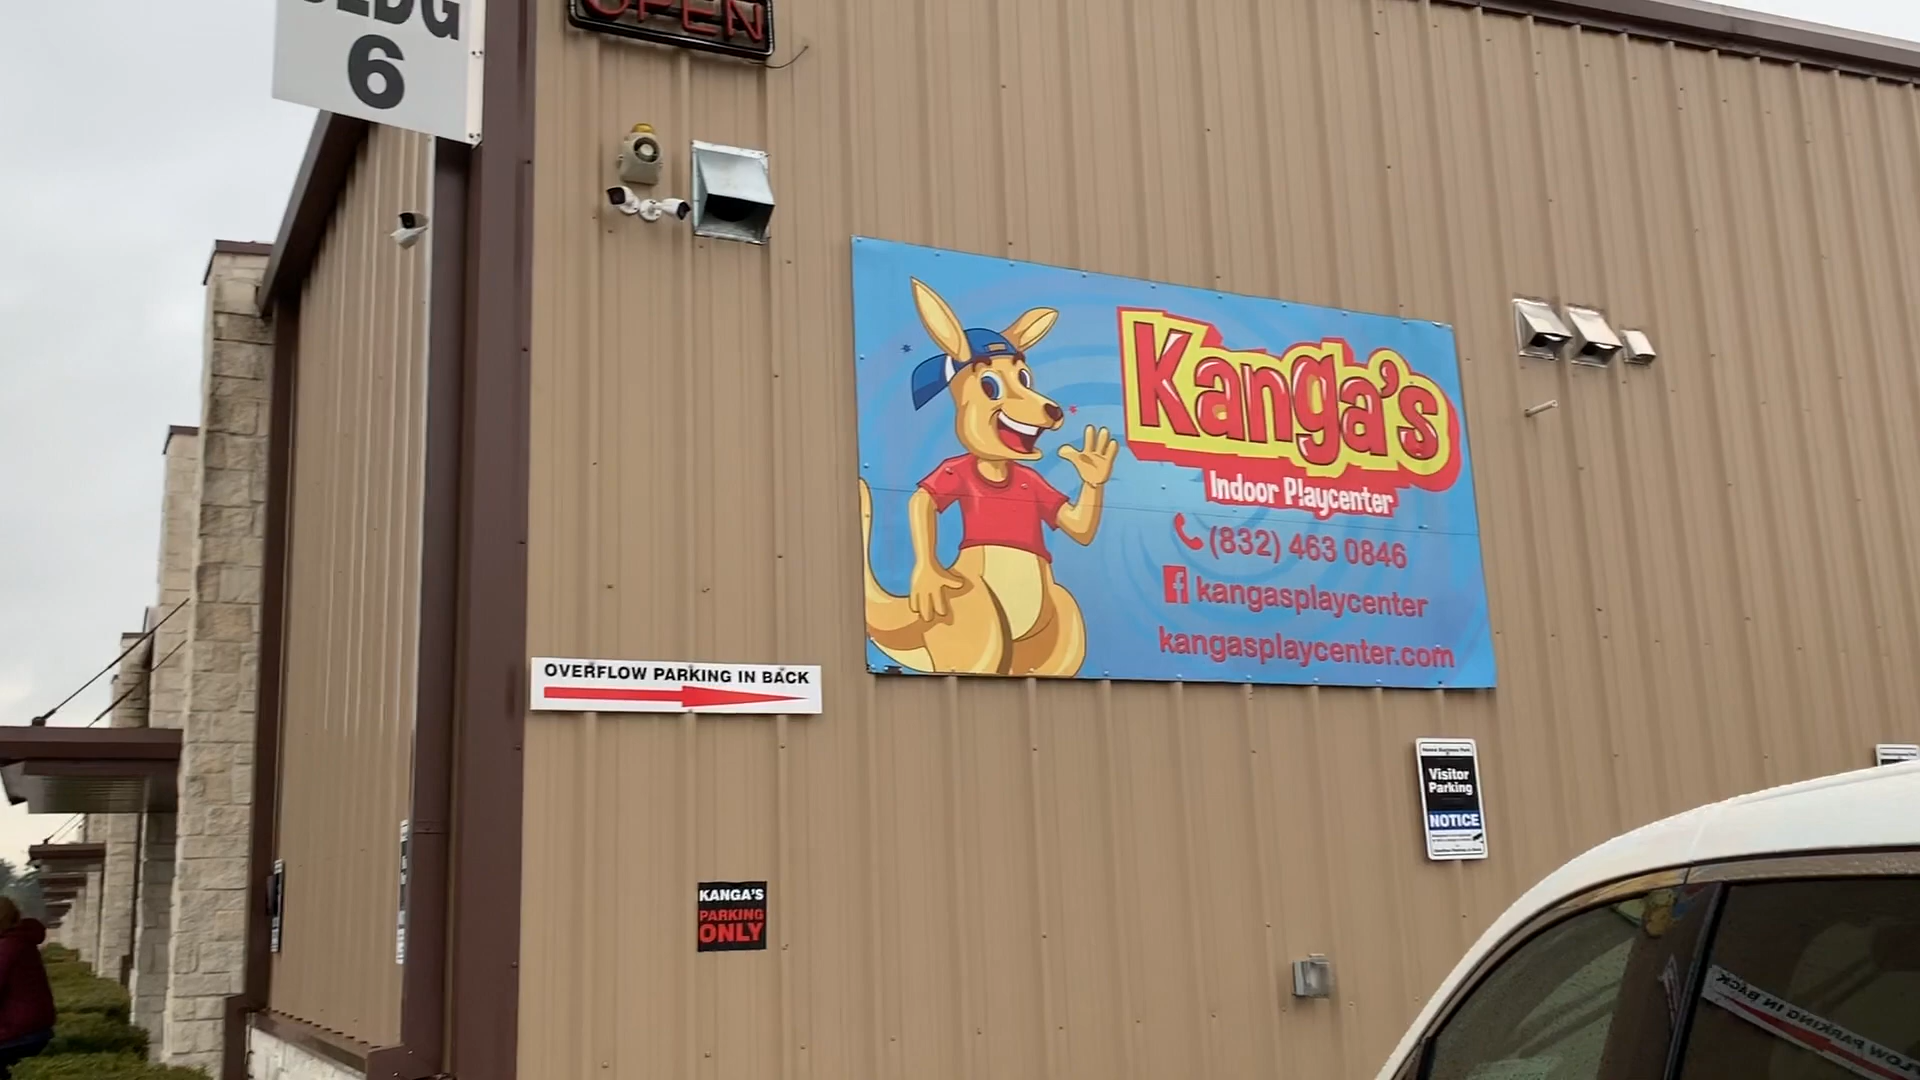 BLDG
6
OPEN
Kanga's
Indoor Playcenter
(832) 463 0846
kangasplaycenter
kangasplaycenter.com
OVERFLOW PARKING IN BACK
Visitor
Parking
NOTICE
KANGA'S
PARKING
ONLY